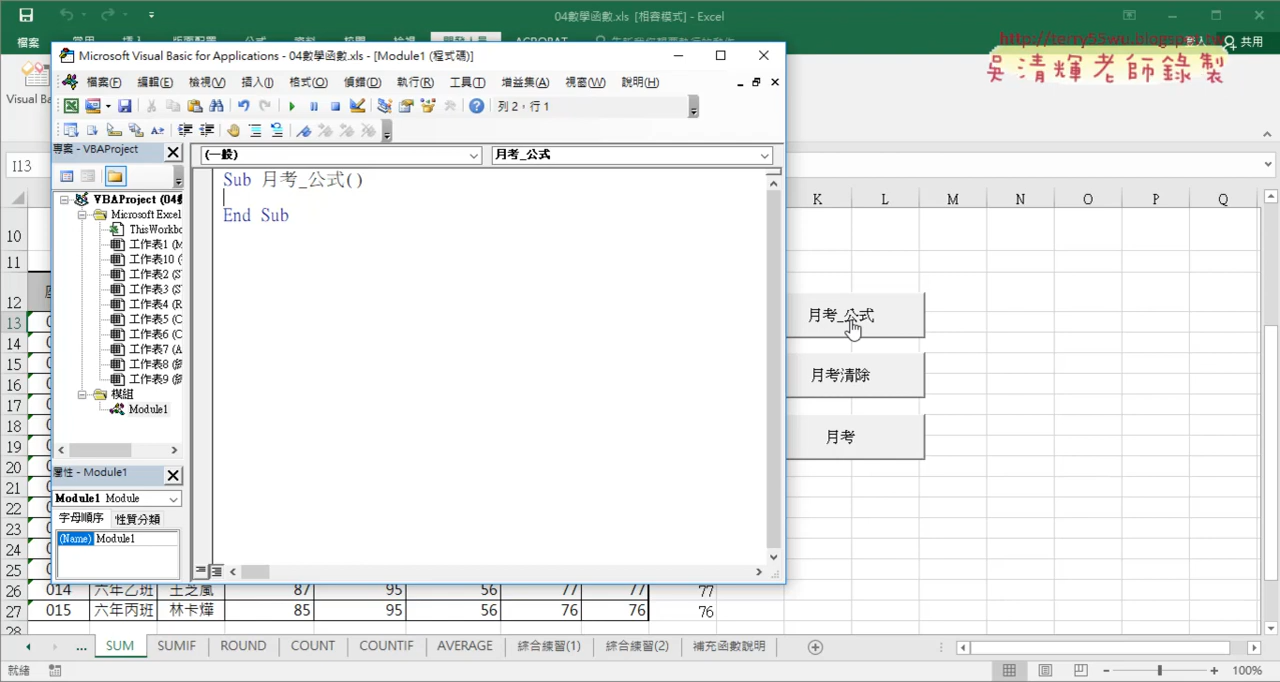 04數學函數.xls [相容模式] - Excel
檔案
ACROBAT
共用
http://terry55wu.blogspot.tw
吳清輝老師錄製
Microsoft Visual Basic for Applications - 04數學函數.xls - [Module1 (程式碼)]
檔案(F) 編輯(E) 檢視(V) 插入(I) 格式(O) 偵錯(D) 執行(R) 工具(T) 增益集(A) 視窗(W) 說明(H)
列 2，行 1
Visual Ba
專案 - VBAProject
(一般)
月考_公式
I13
Sub 月考_公式()
End Sub
VBAProject (04數
Microsoft Excel
ThisWorkbo
工作表1 (M
工作表10 (
工作表2 (S
工作表3 (S
工作表4 (R
工作表5 (C
工作表6 (C
工作表7 (A
工作表8 (
工作表9 (
模組
Module1
屬性 - Module1
Module1 Module
字母順序 性質分類
(Name) Module1
K L M N O P Q
10
11
12
13
14
15
16
17
18
19
20
21
22
23
24
25
26
27
28
月考_公式
月考清除
月考
014 六年乙班 王芝風 87 95 56 77 77 77
015 六年丙班 林卡燁 85 95 56 76 76 76
... SUM SUMIF ROUND COUNT COUNTIF AVERAGE 綜合練習(1) 綜合練習(2) 補充函數說明
就緒
100%